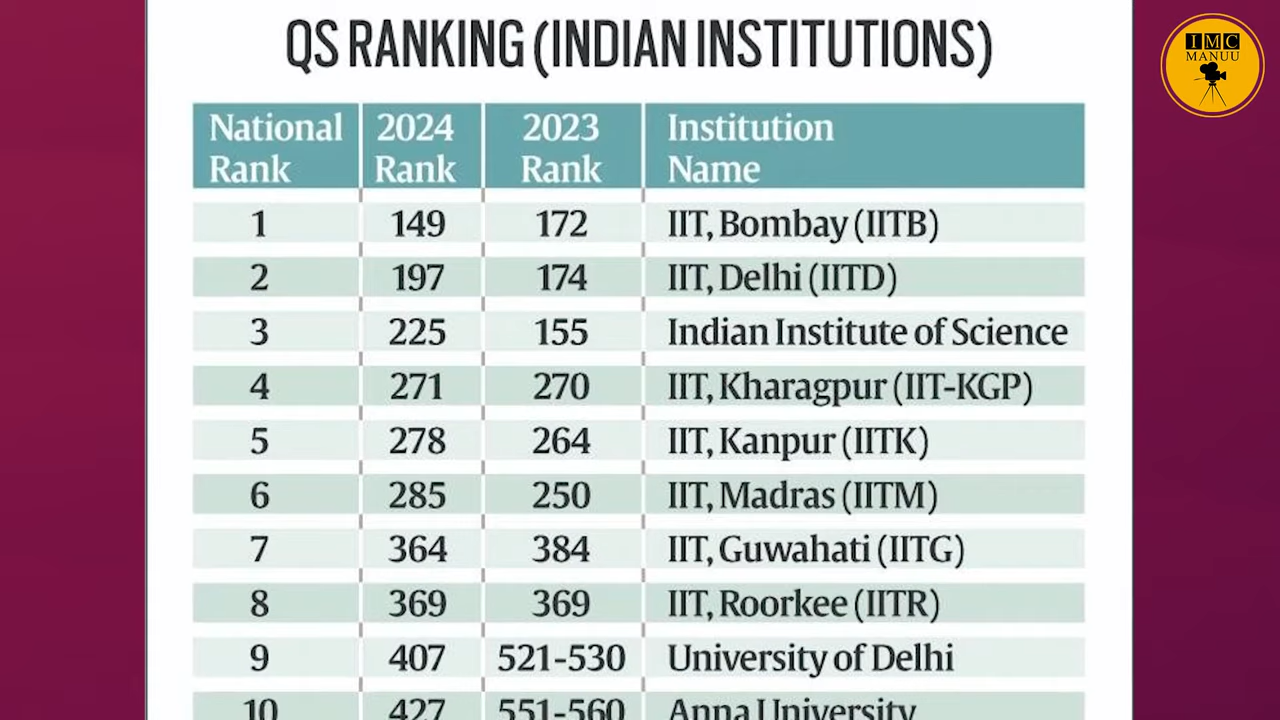 QS RANKING (INDIAN INSTITUTIONS)
IMC
MANUU
National Rank 2024 Rank 2023 Rank Institution Name
1 149 172 IIT, Bombay (IITB)
2 197 174 IIT, Delhi (IITD)
3 225 155 Indian Institute of Science
4 271 270 IIT, Kharagpur (IIT-KGP)
5 278 264 IIT, Kanpur (IITK)
6 285 250 IIT, Madras (IITM)
7 364 384 IIT, Guwahati (IITG)
8 369 369 IIT, Roorkee (IITR)
9 407 521-530 University of Delhi
10 427 551-560 Anna University